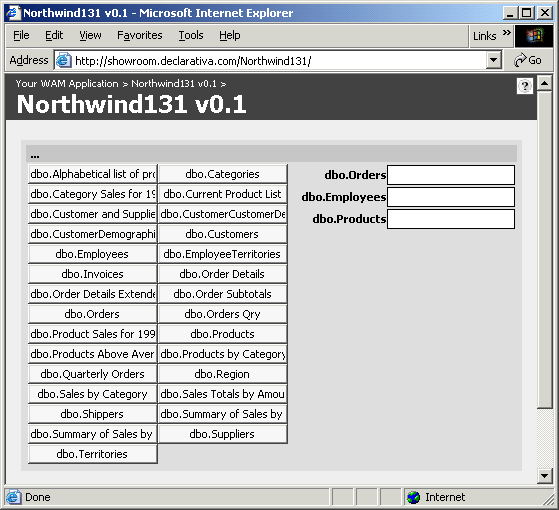 Northwind131 v0.1 - Microsoft Internet Explorer
File Edit View Favorites Tools Help Links »
Address http://showroom.declarativa.com/Northwind131/ Go
Your WAM Application > Northwind131 v0.1 > ?
Northwind131 v0.1
...
dbo.Alphabetical list of pro dbo.Categories dbo.Orders
dbo.Category Sales for 19 dbo.Current Product List dbo.Employees
dbo.Customer and Supplie dbo.CustomerCustomerDe dbo.Products
dbo.CustomerDemographi dbo.Customers
dbo.Employees dbo.EmployeeTerritories
dbo.Invoices dbo.Order Details
dbo.Order Details Extende dbo.Order Subtotals
dbo.Orders dbo.Orders Qry
dbo.Product Sales for 199 dbo.Products
dbo.Products Above Aver dbo.Products by Category
dbo.Quarterly Orders dbo.Region
dbo.Sales by Category dbo.Sales Totals by Amou
dbo.Shippers dbo.Summary of Sales by
dbo.Summary of Sales by dbo.Suppliers
dbo.Territories
Done Internet